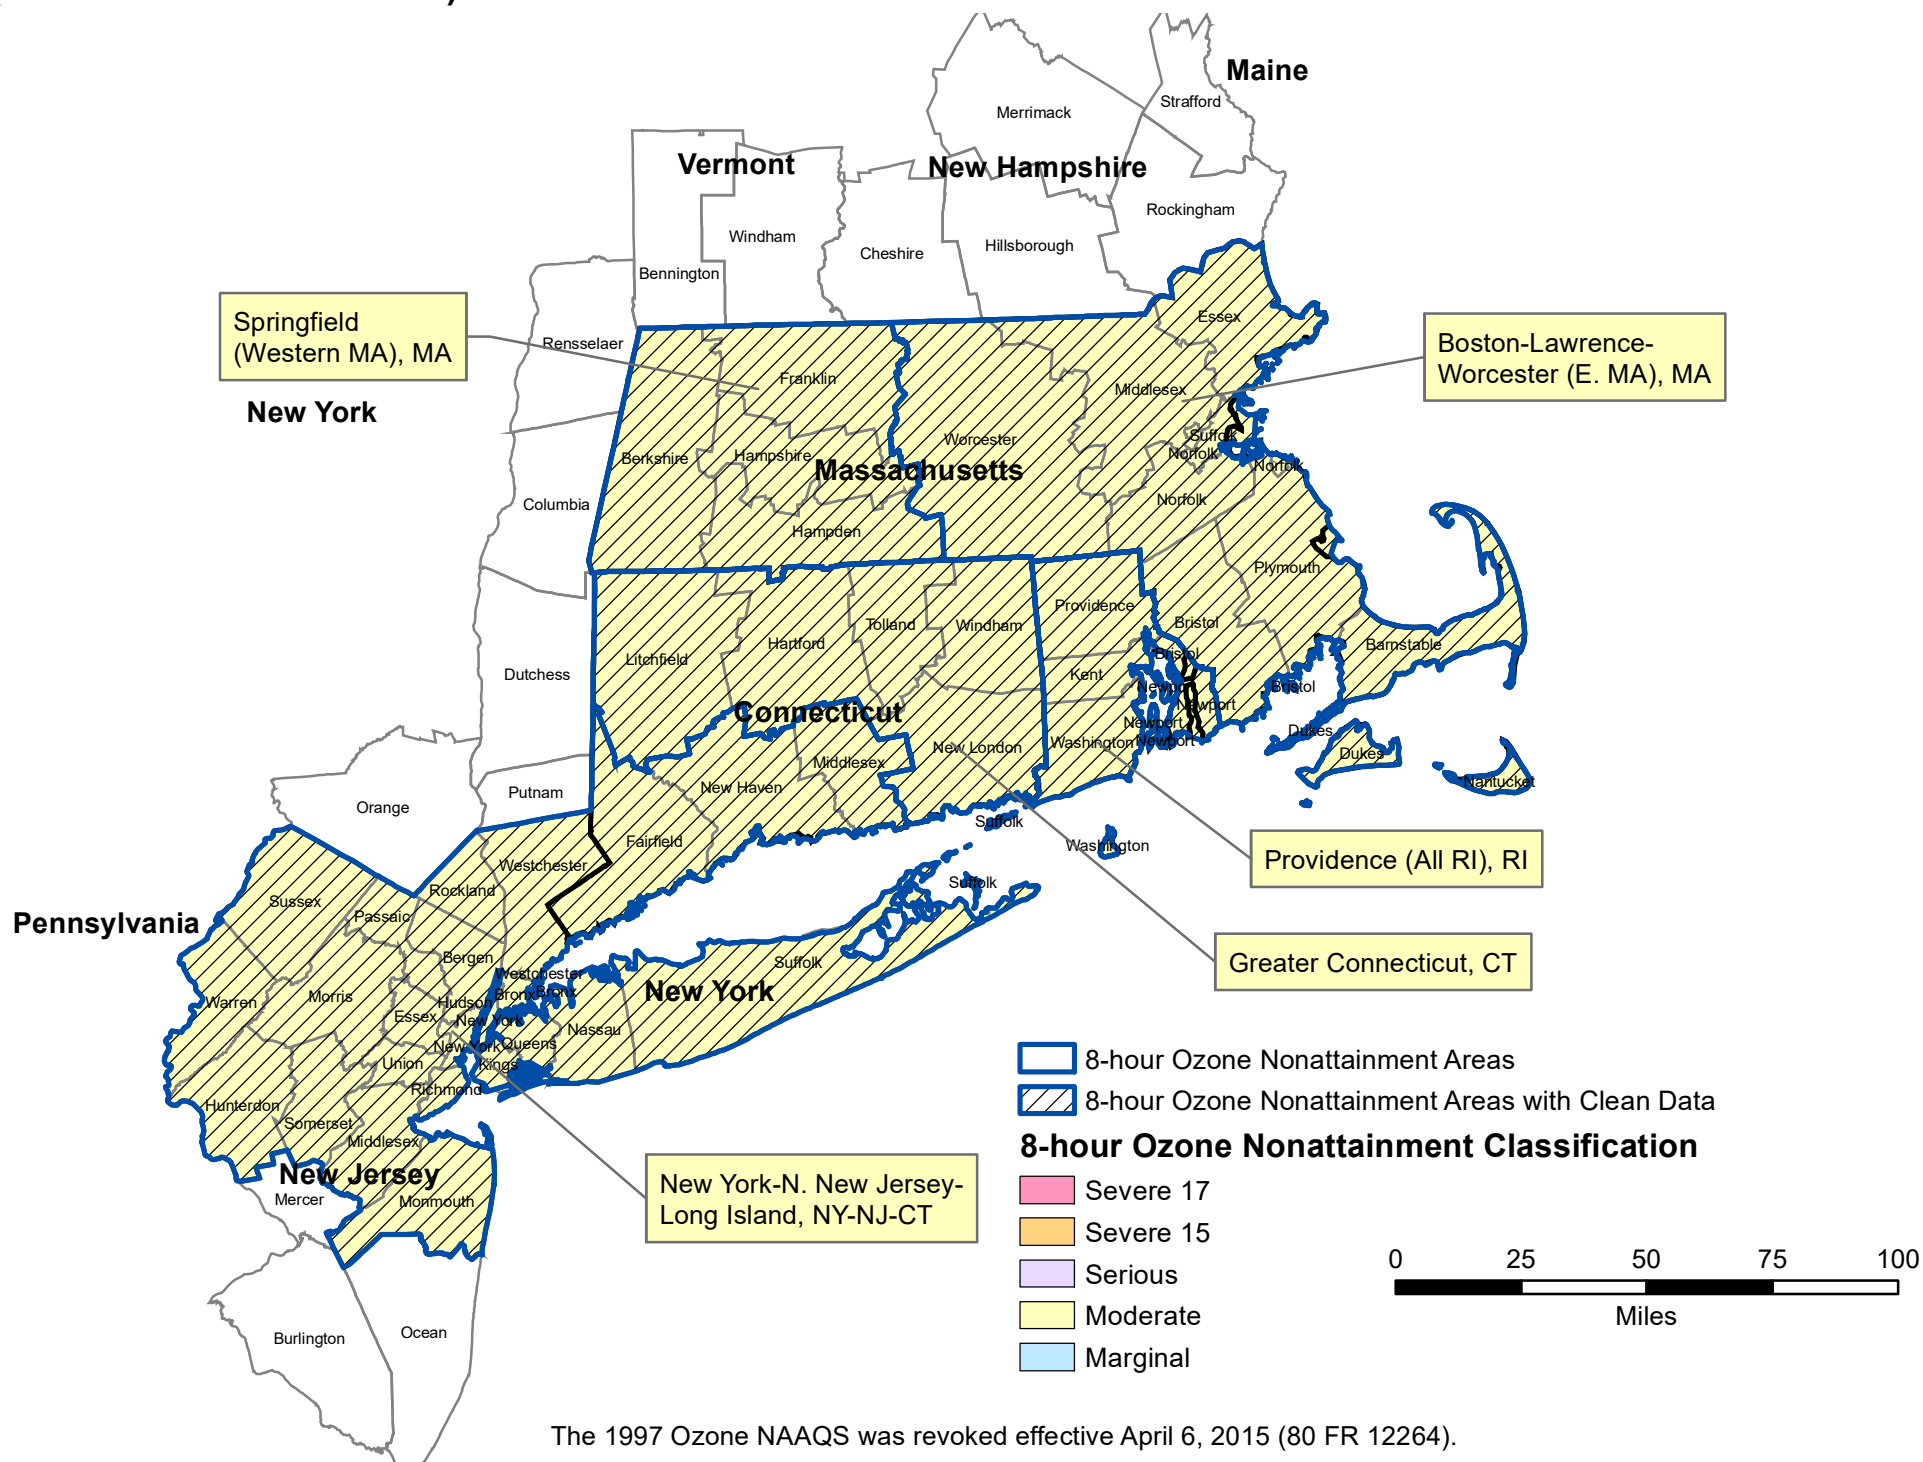 Maine
Strafford
Merrimack
Vermont
New Hampshire
Rockingham
Windham
Hillsborough
Cheshire
Bennington
Springfield
(Western MA), MA
Rensselaer
Essex
Boston-Lawrence-
Worcester (E. MA), MA
Franklin
Middlesex
New York
Worcester
Suffolk
Norfolk
Norfolk
Berkshire
Hampshire
Massachusetts
Norfolk
Columbia
Hampden
Plymouth
Providence
Bristol
Tolland
Windham
Hartford
Barnstable
Bristol
Litchfield
Kent
Dutchess
Newport
Bristol
Newport
Connecticut
Newport
Dukes
Washington
Newport
New London
Dukes
Middlesex
Nantucket
New Haven
Putnam
Orange
Suffolk
Fairfield
Washington
Providence (All RI), RI
Westchester
Suffolk
Rockland
Sussex
Passaic
Pennsylvania
Bergen
Suffolk
Greater Connecticut, CT
Westchester
New York
Bronx
Bronx
Morris
Warren
Hudson
Essex
New York
Nassau
New York
Queens
Union
Kings
Richmond
Hunterdon
Somerset
Middlesex
New Jersey
Mercer
Monmouth
New York-N. New Jersey-
Long Island, NY-NJ-CT
Burlington
Ocean
8-hour Ozone Nonattainment Areas
8-hour Ozone Nonattainment Areas with Clean Data
8-hour Ozone Nonattainment Classification
Severe 17
Severe 15
Serious
Moderate
Marginal
0 25 50 75 100
Miles
The 1997 Ozone NAAQS was revoked effective April 6, 2015 (80 FR 12264).